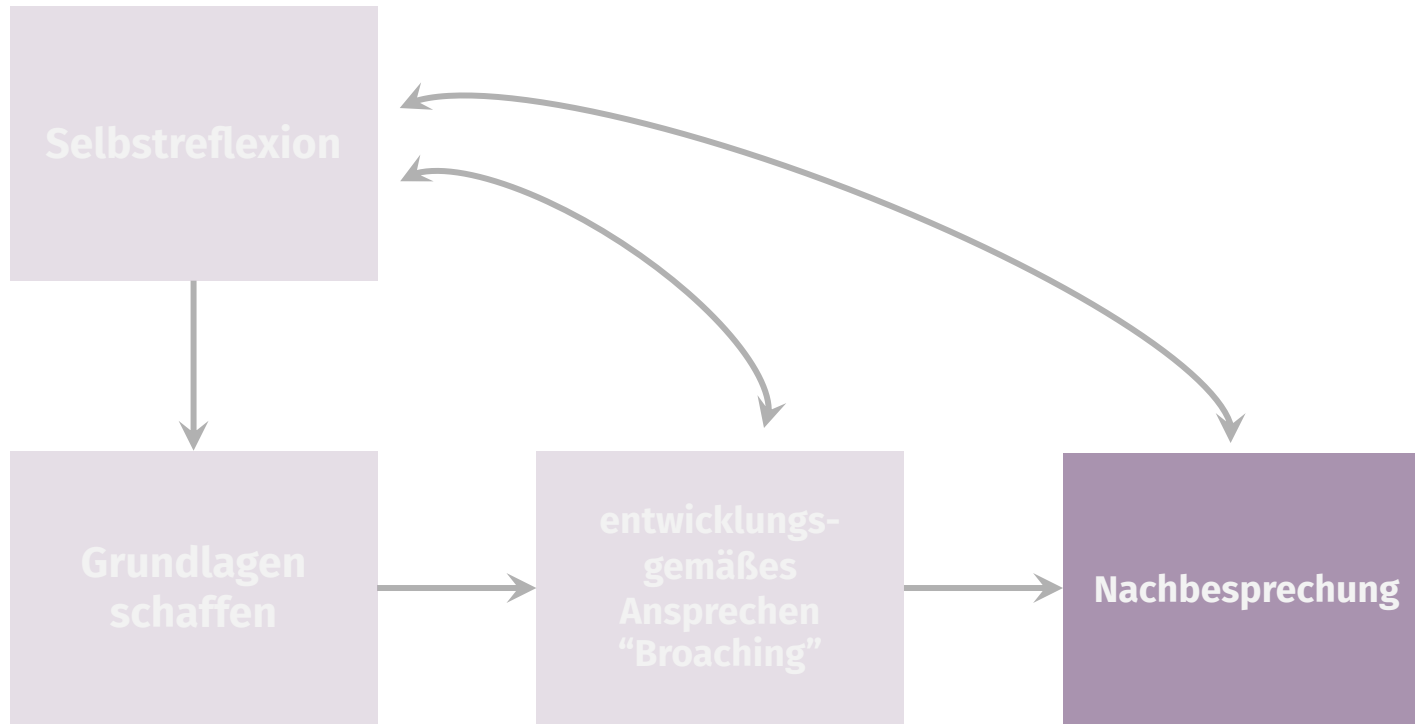 Selbstreflexion
Grundlagen
schaffen
entwicklungs-
gemäßes
Ansprechen
“Broaching”
Nachbesprechung